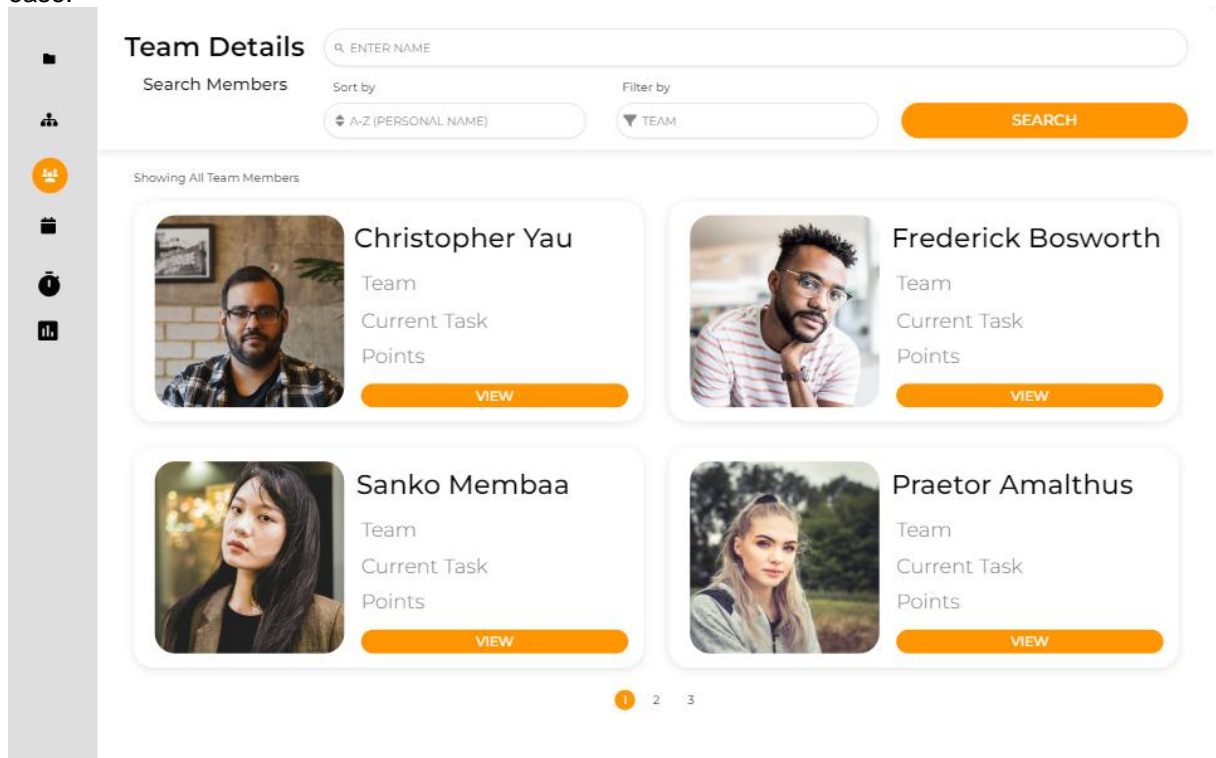 Team Details
ENTER NAME
Search Members
Sort by
Filter by
A-Z (PERSONAL NAME)
TEAM
SEARCH
Showing All Team Members
Christopher Yau
Team
Current Task
Points
VIEW
Frederick Bosworth
Team
Current Task
Points
VIEW
Sanko Membaa
Team
Current Task
Points
VIEW
Praetor Amalthus
Team
Current Task
Points
VIEW
1 2 3